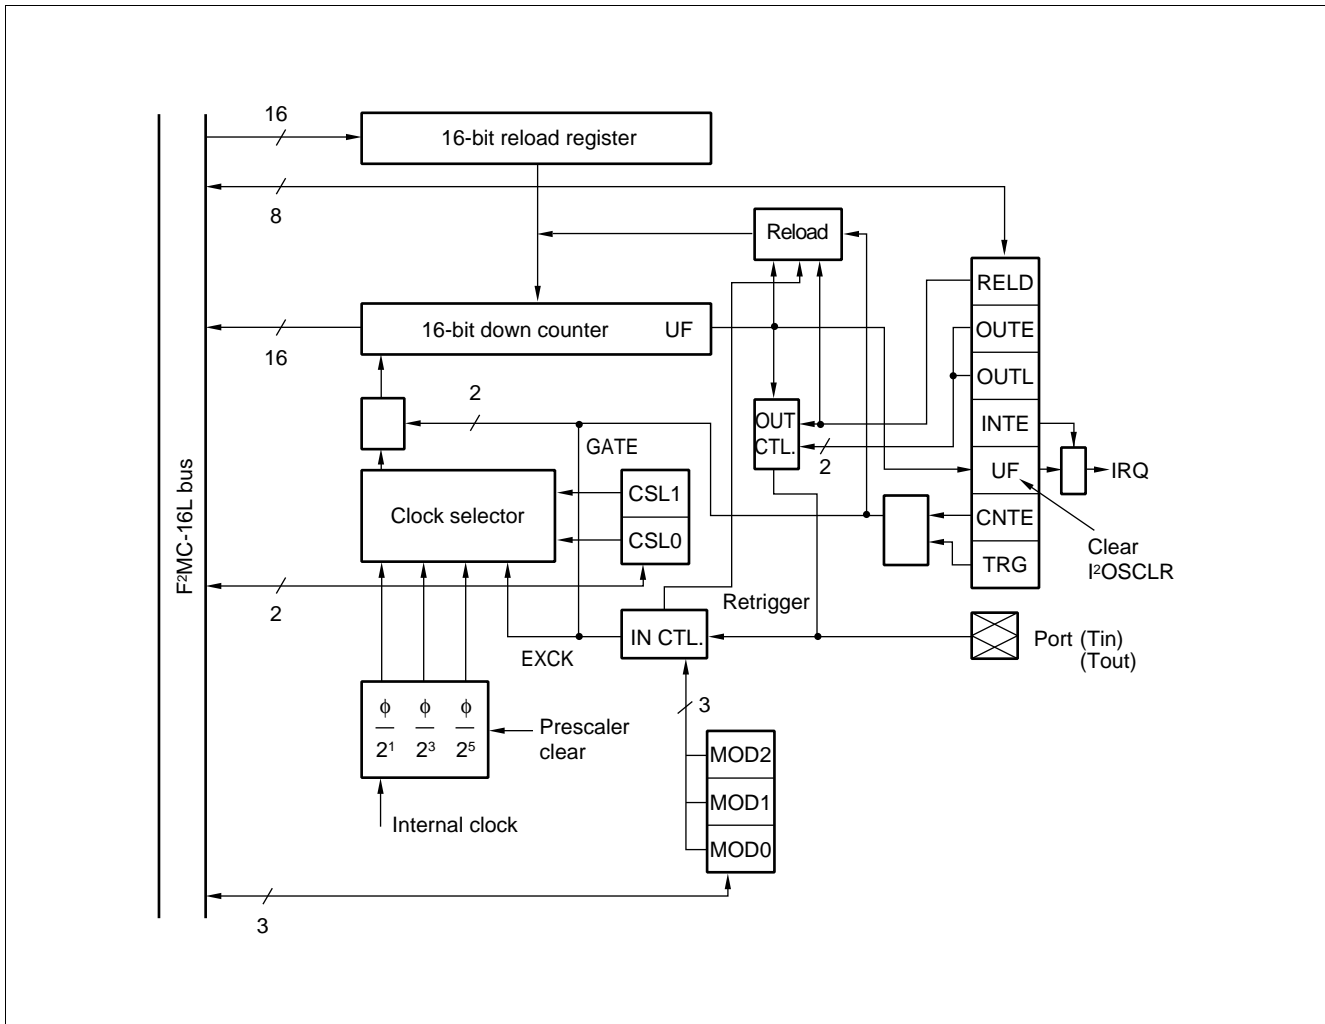 16
16-bit reload register
8
Reload
RELD
16-bit down counter UF
OUTE
16
OUTL
2
OUT
CTL.
INTE
GATE
2
UF
IRQ
CSL1
Clock selector
CSL0
CNTE
Clear
I²OSCLR
TRG
F²MC-16L bus
2
Retrigger
IN CTL.
Port (Tin)
(Tout)
EXCK
3
ϕ ϕ ϕ
2¹ 2³ 2⁵
Prescaler
clear
MOD2
MOD1
Internal clock
MOD0
3